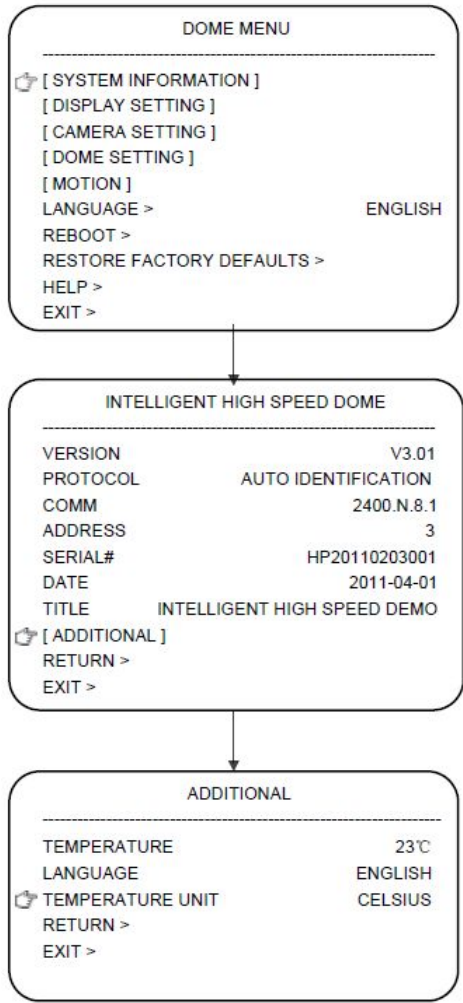 DOME MENU
[ SYSTEM INFORMATION ]
[ DISPLAY SETTING ]
[ CAMERA SETTING ]
[ DOME SETTING ]
[ MOTION ]
LANGUAGE > ENGLISH
REBOOT >
RESTORE FACTORY DEFAULTS >
HELP >
EXIT >
INTELLIGENT HIGH SPEED DOME
VERSION V3.01
PROTOCOL AUTO IDENTIFICATION
COMM 2400.N.8.1
ADDRESS 3
SERIAL# HP20110203001
DATE 2011-04-01
TITLE INTELLIGENT HIGH SPEED DEMO
[ ADDITIONAL ]
RETURN >
EXIT >
ADDITIONAL
TEMPERATURE 23℃
LANGUAGE ENGLISH
TEMPERATURE UNIT CELSIUS
RETURN >
EXIT >